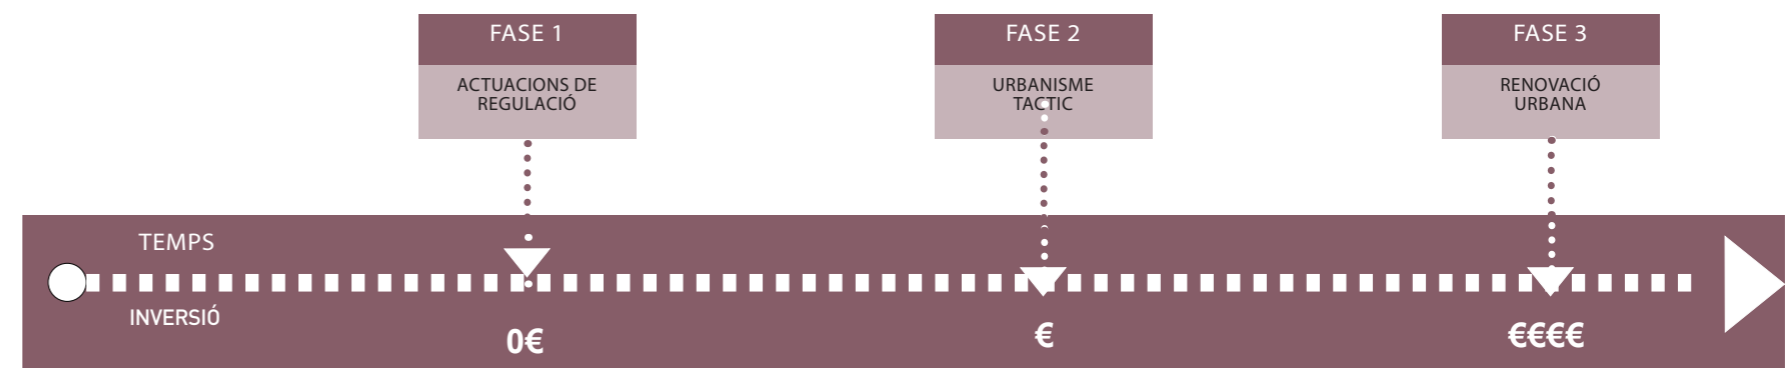 FASE 1
ACTUACIONS DE
REGULACIÓ
FASE 2
URBANISME
TACTIC
FASE 3
RENOVACIÓ
URBANA
TEMPS
INVERSIÓ
0€
€
€€€€